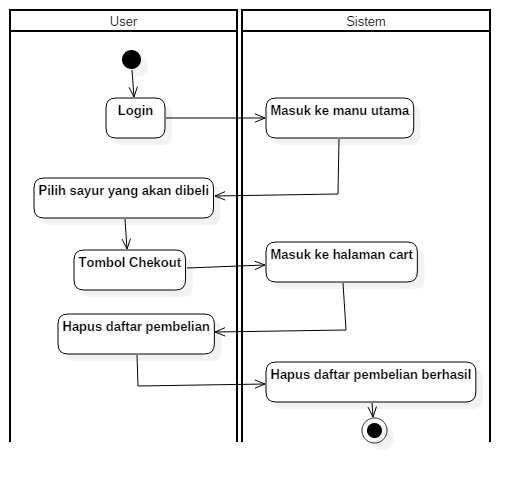 User
Sistem
Login
Masuk ke manu utama
Pilih sayur yang akan dibeli
Tombol Chekout
Masuk ke halaman cart
Hapus daftar pembelian
Hapus daftar pembelian berhasil